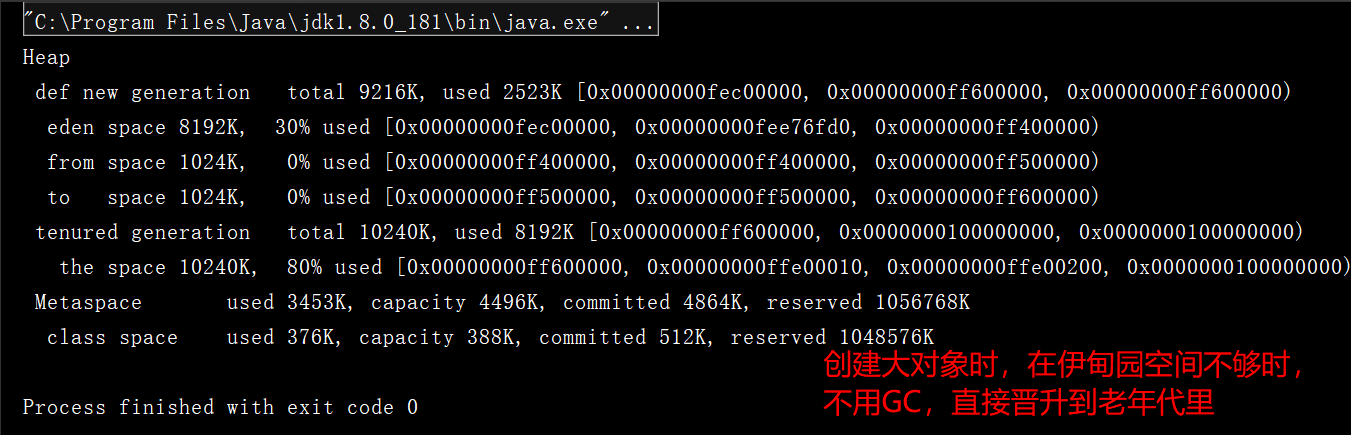 "C:\Program Files\Java\jdk1.8.0_181\bin\java.exe" ...
Heap
def new generation   total 9216K, used 2523K [0x00000000fec00000, 0x00000000ff600000, 0x00000000ff600000)
eden space 8192K,  30% used [0x00000000fec00000, 0x00000000fee76fd0, 0x00000000ff400000)
from space 1024K,   0% used [0x00000000ff400000, 0x00000000ff400000, 0x00000000ff500000)
to   space 1024K,   0% used [0x00000000ff500000, 0x00000000ff500000, 0x00000000ff600000)
tenured generation   total 10240K, used 8192K [0x00000000ff600000, 0x0000000100000000, 0x0000000100000000)
the space 10240K,  80% used [0x00000000ff600000, 0x00000000ffe00010, 0x00000000ffe00200, 0x0000000100000000)
Metaspace       used 3453K, capacity 4496K, committed 4864K, reserved 1056768K
class space    used 376K, capacity 388K, committed 512K, reserved 1048576K
创建大对象时，在伊甸园空间不够时，
不用GC，直接晋升到老年代里
Process finished with exit code 0